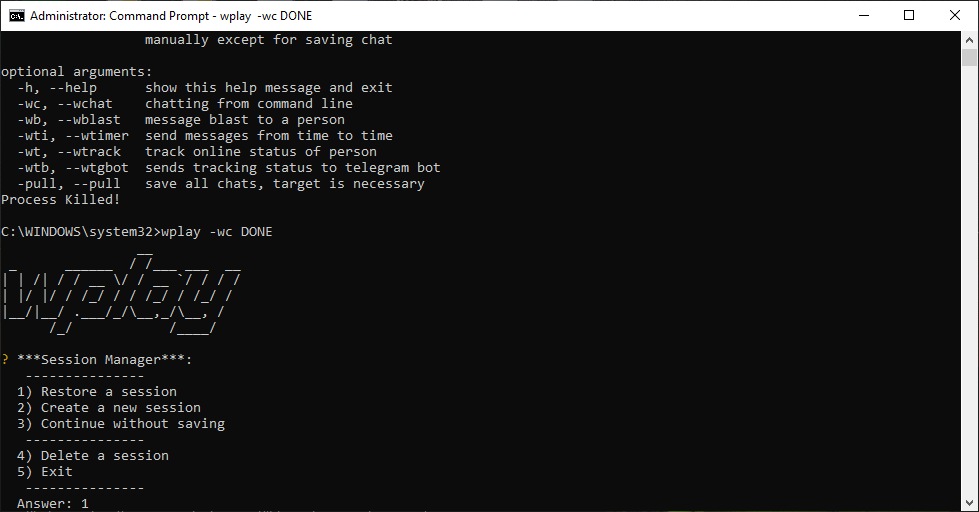 Administrator: Command Prompt - wplay  -wc DONE
                  manually except for saving chat
optional arguments:
  -h, --help      show this help message and exit
  -wc, --wchat    chatting from command line
  -wb, --wblast   message blast to a person
  -wti, --wtimer  send messages from time to time
  -wt, --wtrack   track online status of person
  -wtb, --wtgbot  sends tracking status to telegram bot
  -pull, --pull   save all chats, target is necessary
Process Killed!
C:\WINDOWS\system32>wplay -wc DONE
wplay
? ***Session Manager***:
   ---------------
  1) Restore a session
  2) Create a new session
  3) Continue without saving
   ---------------
  4) Delete a session
  5) Exit
   ---------------
  Answer: 1